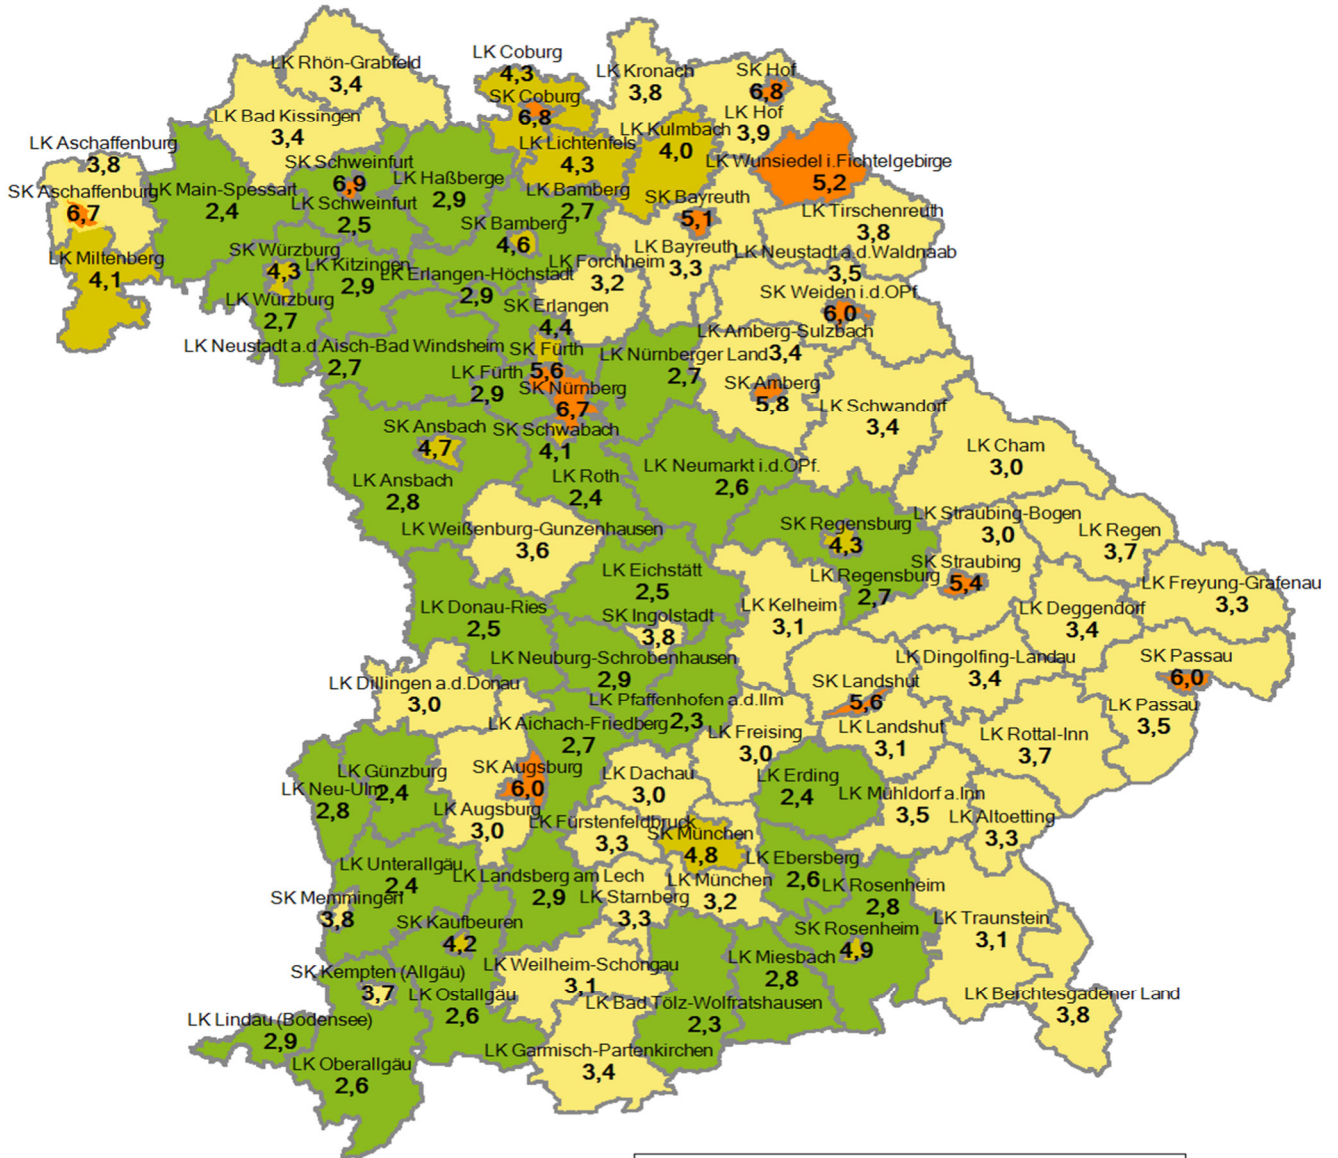 LK Coburg
4,3
LK Rhön-Grabfeld
3,4
LK Kronach
3,8
SK Hof
6,8
SK Coburg
6,8
LK Hof
3,9
LK Bad Kissingen
3,4
LK Kulmbach
4,0
LK Aschaffenburg
3,8
LK Lichtenfels
4,3
SK Schweinfurt
6,9
LK Wunsiedel i.Fichtelgebirge
5,2
LK Haßberge
2,9
SK Aschaffenburg
6,7
LK Main-Spessart
2,4
LK Bamberg
2,7
SK Bayreuth
5,1
LK Schweinfurt
2,5
LK Tirschenreuth
3,8
SK Bamberg
4,6
LK Bayreuth
3,3
SK Würzburg
4,3
LK Neustadt a.d.Waldnaab
3,5
LK Miltenberg
4,1
LK Kitzingen
2,9
LK Forchheim
3,2
LK Erlangen-Höchstadt
2,9
SK Weiden i.d.OPf.
6,0
LK Würzburg
2,7
SK Erlangen
4,4
LK Amberg-Sulzbach
3,4
LK Neustadt a.d.Aisch-Bad Windsheim
2,7
SK Fürth
5,6
LK Nürnberger Land
2,7
LK Fürth
2,9
SK Amberg
5,8
SK Nürnberg
6,7
LK Schwandorf
3,4
SK Ansbach
4,7
SK Schwabach
4,1
LK Cham
3,0
LK Neumarkt i.d.OPf.
2,6
LK Roth
2,4
LK Ansbach
2,8
LK Straubing-Bogen
3,0
SK Regensburg
4,3
LK Weißenburg-Gunzenhausen
3,6
LK Regen
3,7
SK Straubing
5,4
LK Eichstätt
2,5
LK Regensburg
2,7
LK Freyung-Grafenau
3,3
LK Donau-Ries
2,5
LK Kelheim
3,1
LK Deggendorf
3,4
SK Ingolstadt
3,8
LK Neuburg-Schrobenhausen
2,9
LK Dingolfing-Landau
3,4
SK Passau
6,0
LK Dillingen a.d.Donau
3,0
SK Landshut
5,6
LK Pfaffenhofen a.d.Ilm
2,3
LK Passau
3,5
LK Aichach-Friedberg
2,7
LK Landshut
3,1
LK Freising
3,0
LK Rottal-Inn
3,7
SK Augsburg
6,0
LK Günzburg
2,4
LK Dachau
3,0
LK Erding
2,4
LK Neu-Ulm
2,8
LK Mühldorf a.Inn
3,5
LK Augsburg
3,0
LK Altoetting
3,3
LK Fürstenfeldbruck
3,3
SK München
4,8
LK Ebersberg
2,6
LK Unterallgäu
2,4
LK Landsberg am Lech
2,9
LK München
3,2
LK Rosenheim
2,8
SK Memmingen
3,8
LK Starnberg
3,3
LK Traunstein
3,1
SK Kaufbeuren
4,2
SK Rosenheim
4,9
LK Miesbach
2,8
LK Weilheim-Schongau
3,1
SK Kempten (Allgäu)
3,7
LK Ostallgäu
2,6
LK Berchtesgadener Land
3,8
LK Bad Tölz-Wolfratshausen
2,3
LK Lindau (Bodensee)
2,9
LK Garmisch-Partenkirchen
3,4
LK Oberallgäu
2,6